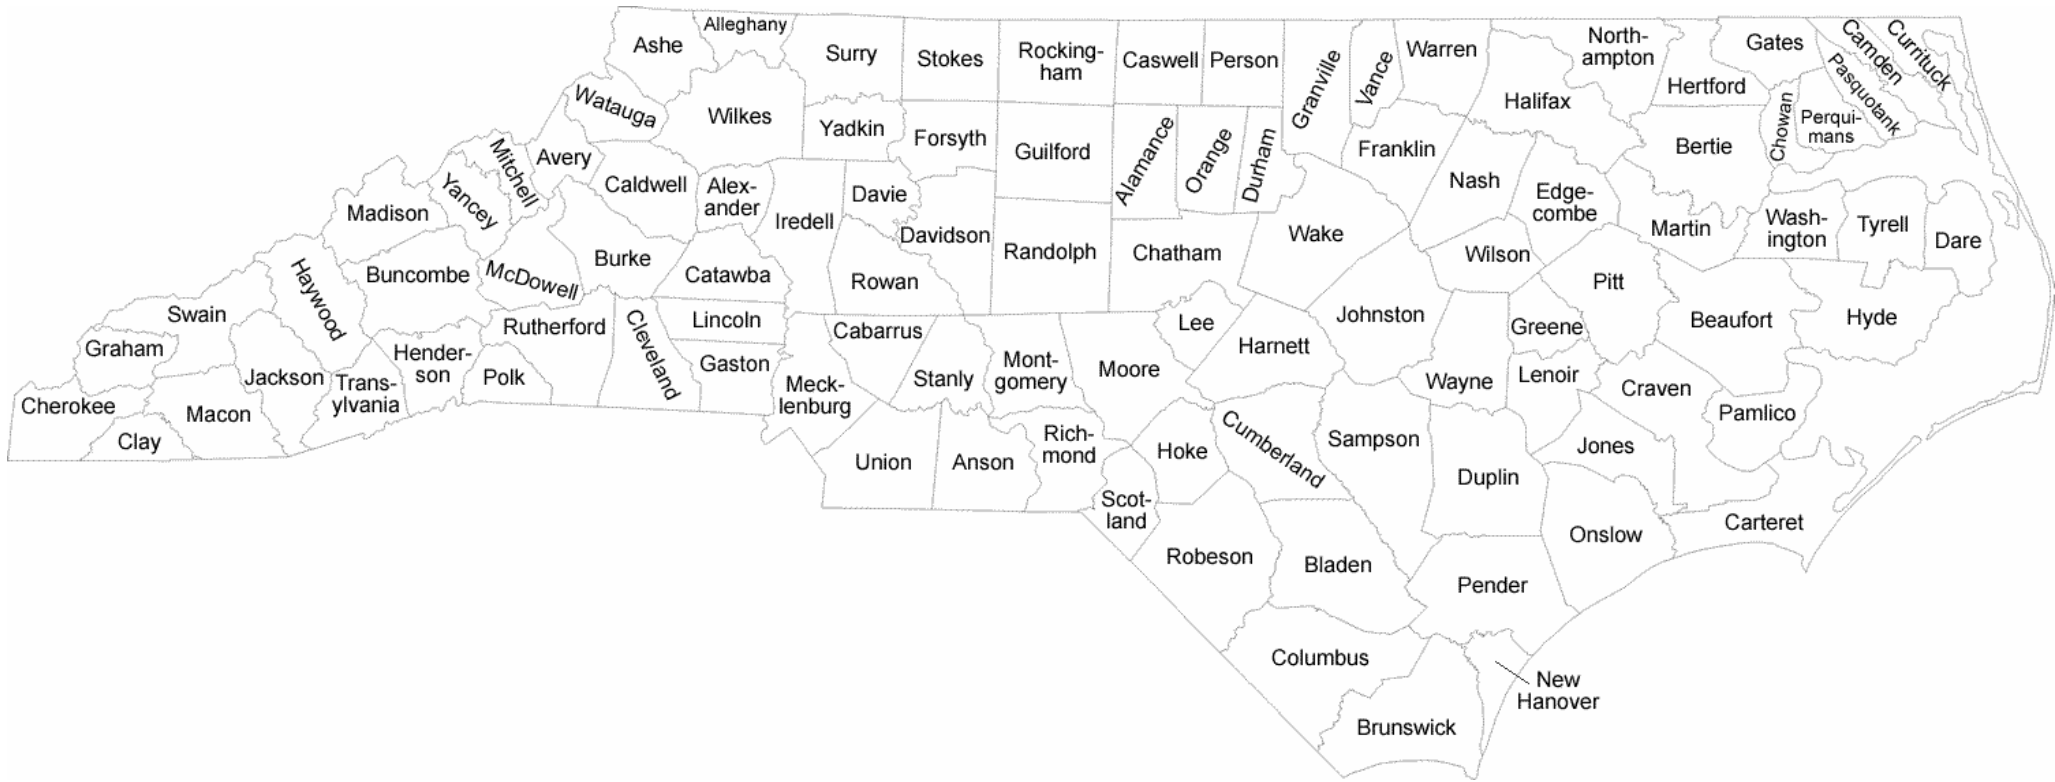 Ashe
Alleghany
Surry
Stokes
Rocking-
ham
Caswell
Person
Granville
Vance
Warren
North-
ampton
Halifax
Hertford
Gates
Camden
Currituck
Pasquotank
Perqui-
mans
Chowan
Bertie
Watauga
Wilkes
Yadkin
Forsyth
Guilford
Alamance
Orange
Durham
Franklin
Nash
Edge-
combe
Martin
Wash-
ington
Tyrell
Dare
Mitchell
Avery
Yancey
Madison
Caldwell
Alex-
ander
Iredell
Davie
Davidson
Randolph
Chatham
Wake
Wilson
Pitt
Beaufort
Hyde
Haywood
Buncombe
McDowell
Burke
Catawba
Rowan
Johnston
Greene
Swain
Graham
Jackson
Trans-
ylvania
Hender-
son
Polk
Rutherford
Cleveland
Lincoln
Gaston
Meck-
lenburg
Cabarrus
Stanly
Mont-
gomery
Moore
Lee
Harnett
Wayne
Lenoir
Craven
Pamlico
Cherokee
Clay
Macon
Union
Anson
Rich-
mond
Scot-
land
Hoke
Cumberland
Sampson
Duplin
Jones
Onslow
Carteret
Robeson
Bladen
Pender
Columbus
Brunswick
New
Hanover